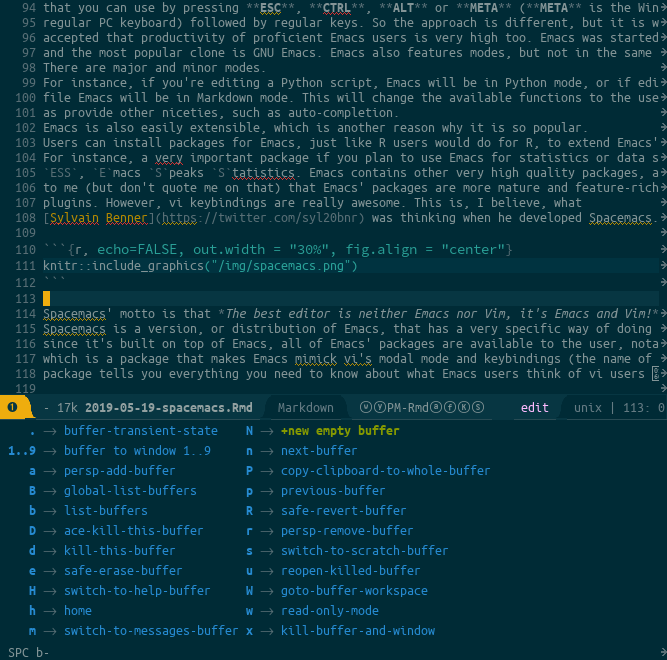 94 that you can use by pressing **ESC**, **CTRL**, **ALT** or **META** (**META** is the Win
95 regular PC keyboard) followed by regular keys. So the approach is different, but it is w
96 accepted that productivity of proficient Emacs users is very high too. Emacs was started
97 and the most popular clone is GNU Emacs. Emacs also features modes, but not in the same
98 There are major and minor modes.
99 For instance, if you're editing a Python script, Emacs will be in Python mode, or if edi
100 file Emacs will be in Markdown mode. This will change the available functions to the use
101 as provide other niceties, such as auto-completion.
102 Emacs is also easily extensible, which is another reason why it is so popular.
103 Users can install packages for Emacs, just like R users would do for R, to extend Emacs'
104 For instance, a very important package if you plan to use Emacs for statistics or data s
105 `ESS`, `E`macs `S`peaks `S`tatistics. Emacs contains other very high quality packages, a
106 to me (but don't quote me on that) that Emacs' packages are more mature and feature-rich
107 plugins. However, vi keybindings are really awesome. This is, I believe, what
108 [Sylvain Benner](https://twitter.com/syl20bnr) was thinking when he developed Spacemacs.
109
110 ```{r, echo=FALSE, out.width = "30%", fig.align = "center"}
111 knitr::include_graphics("/img/spacemacs.png")
112 ```
113
114 Spacemacs' motto is that *The best editor is neither Emacs nor Vim, it's Emacs and Vim!*
115 Spacemacs is a version, or distribution of Emacs, that has a very specific way of doing
116 since it's built on top of Emacs, all of Emacs' packages are available to the user, nota
117 which is a package that makes Emacs mimick vi's modal mode and keybindings (the name of
118 package tells you everything you need to know about what Emacs users think of vi users
119
❶ - 17k 2019-05-19-spacemacs.Rmd Markdown ⓤⓨPM-Rmdⓐⓕⓚⓢ edit unix | 113: 0
. → buffer-transient-state N → +new empty buffer
1..9 → buffer to window 1..9 n → next-buffer
a → persp-add-buffer P → copy-clipboard-to-whole-buffer
B → global-list-buffers p → previous-buffer
b → list-buffers R → safe-revert-buffer
D → ace-kill-this-buffer r → persp-remove-buffer
d → kill-this-buffer s → switch-to-scratch-buffer
e → safe-erase-buffer u → reopen-killed-buffer
H → switch-to-help-buffer W → goto-buffer-workspace
h → home w → read-only-mode
m → switch-to-messages-buffer x → kill-buffer-and-window
SPC b-